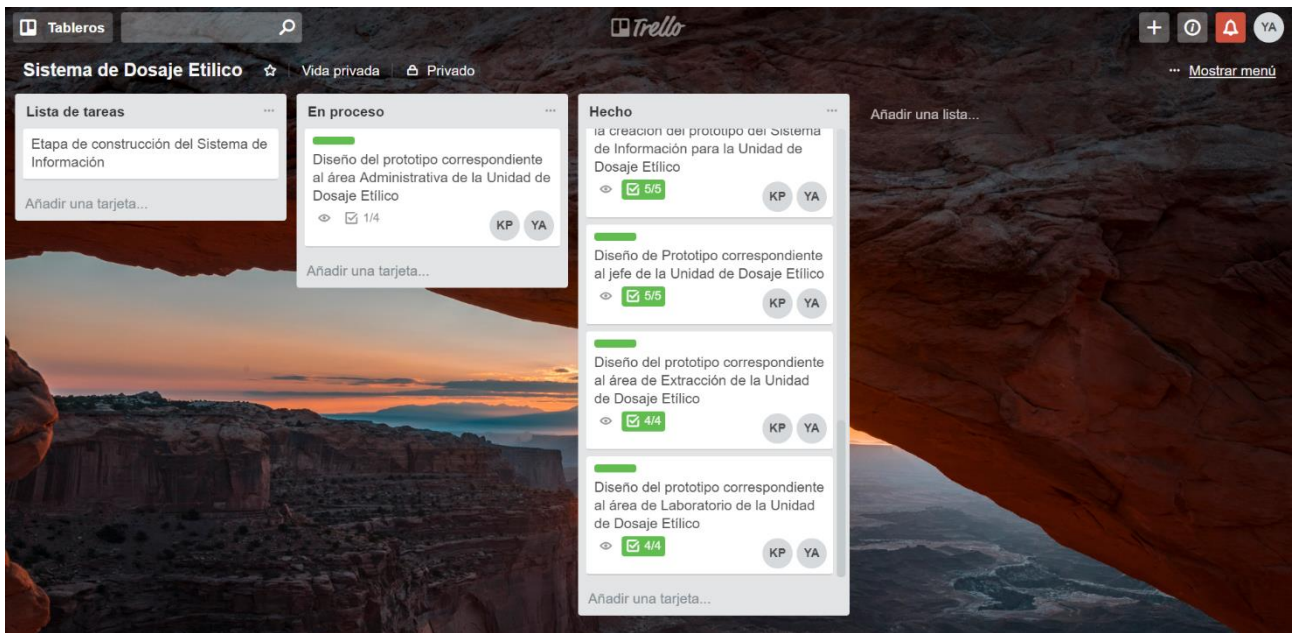 Tableros
Trello
YA
Sistema de Dosaje Etilico
Vida privada
Privado
... Mostrar menú
Lista de tareas
...
Etapa de construcción del Sistema de
Información
Añadir una tarjeta...
En proceso
...
Diseño del prototipo correspondiente
al área Administrativa de la Unidad de
Dosaje Etílico
1/4
KP YA
Añadir una tarjeta...
Hecho
...
la creación del prototipo del Sistema
de Información para la Unidad de
Dosaje Etílico
5/5
KP YA
Diseño de Prototipo correspondiente
al jefe de la Unidad de Dosaje Etílico
5/5
KP YA
Diseño del prototipo correspondiente
al área de Extracción de la Unidad
de Dosaje Etílico
4/4
KP YA
Diseño del prototipo correspondiente
al área de Laboratorio de la Unidad
de Dosaje Etílico
4/4
KP YA
Añadir una tarjeta...
Añadir una lista...